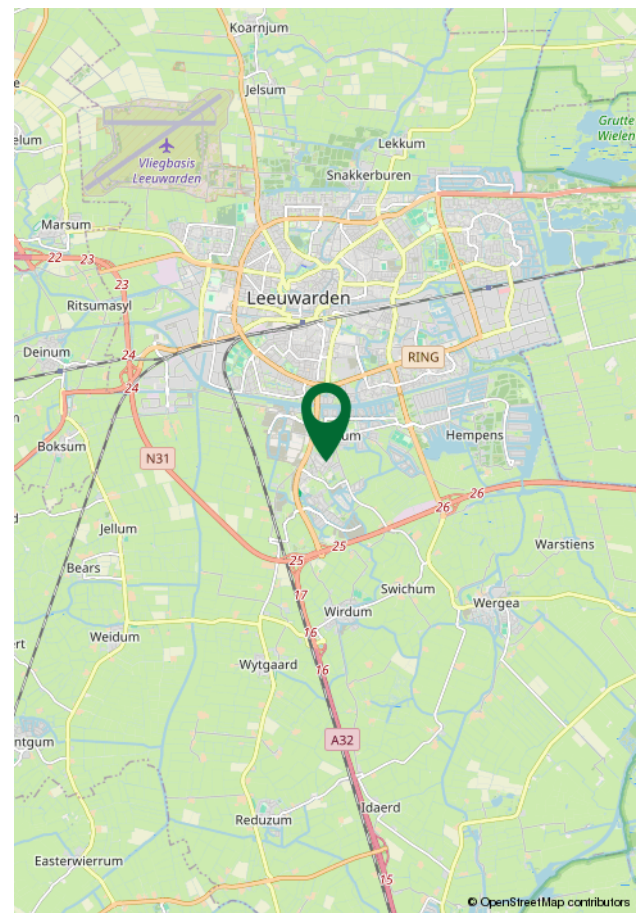 Koarnjum
Jelsum
Grutte
Wielen
Lekkum
Vliegbasis
Leeuwarden
Snakkerburen
Marsum
22
23
23
Ritsumasyl
Leeuwarden
24
Deinum
RING
24
Hempens
Boksum
N31
26
26
Jellum
25
25
Warstiens
Bears
17
Swichum
Wergea
16
Wirdum
Weidum
16
Wytgaard
A32
Idaerd
Reduzum
Easterwierrum
15
© OpenStreetMap contributors